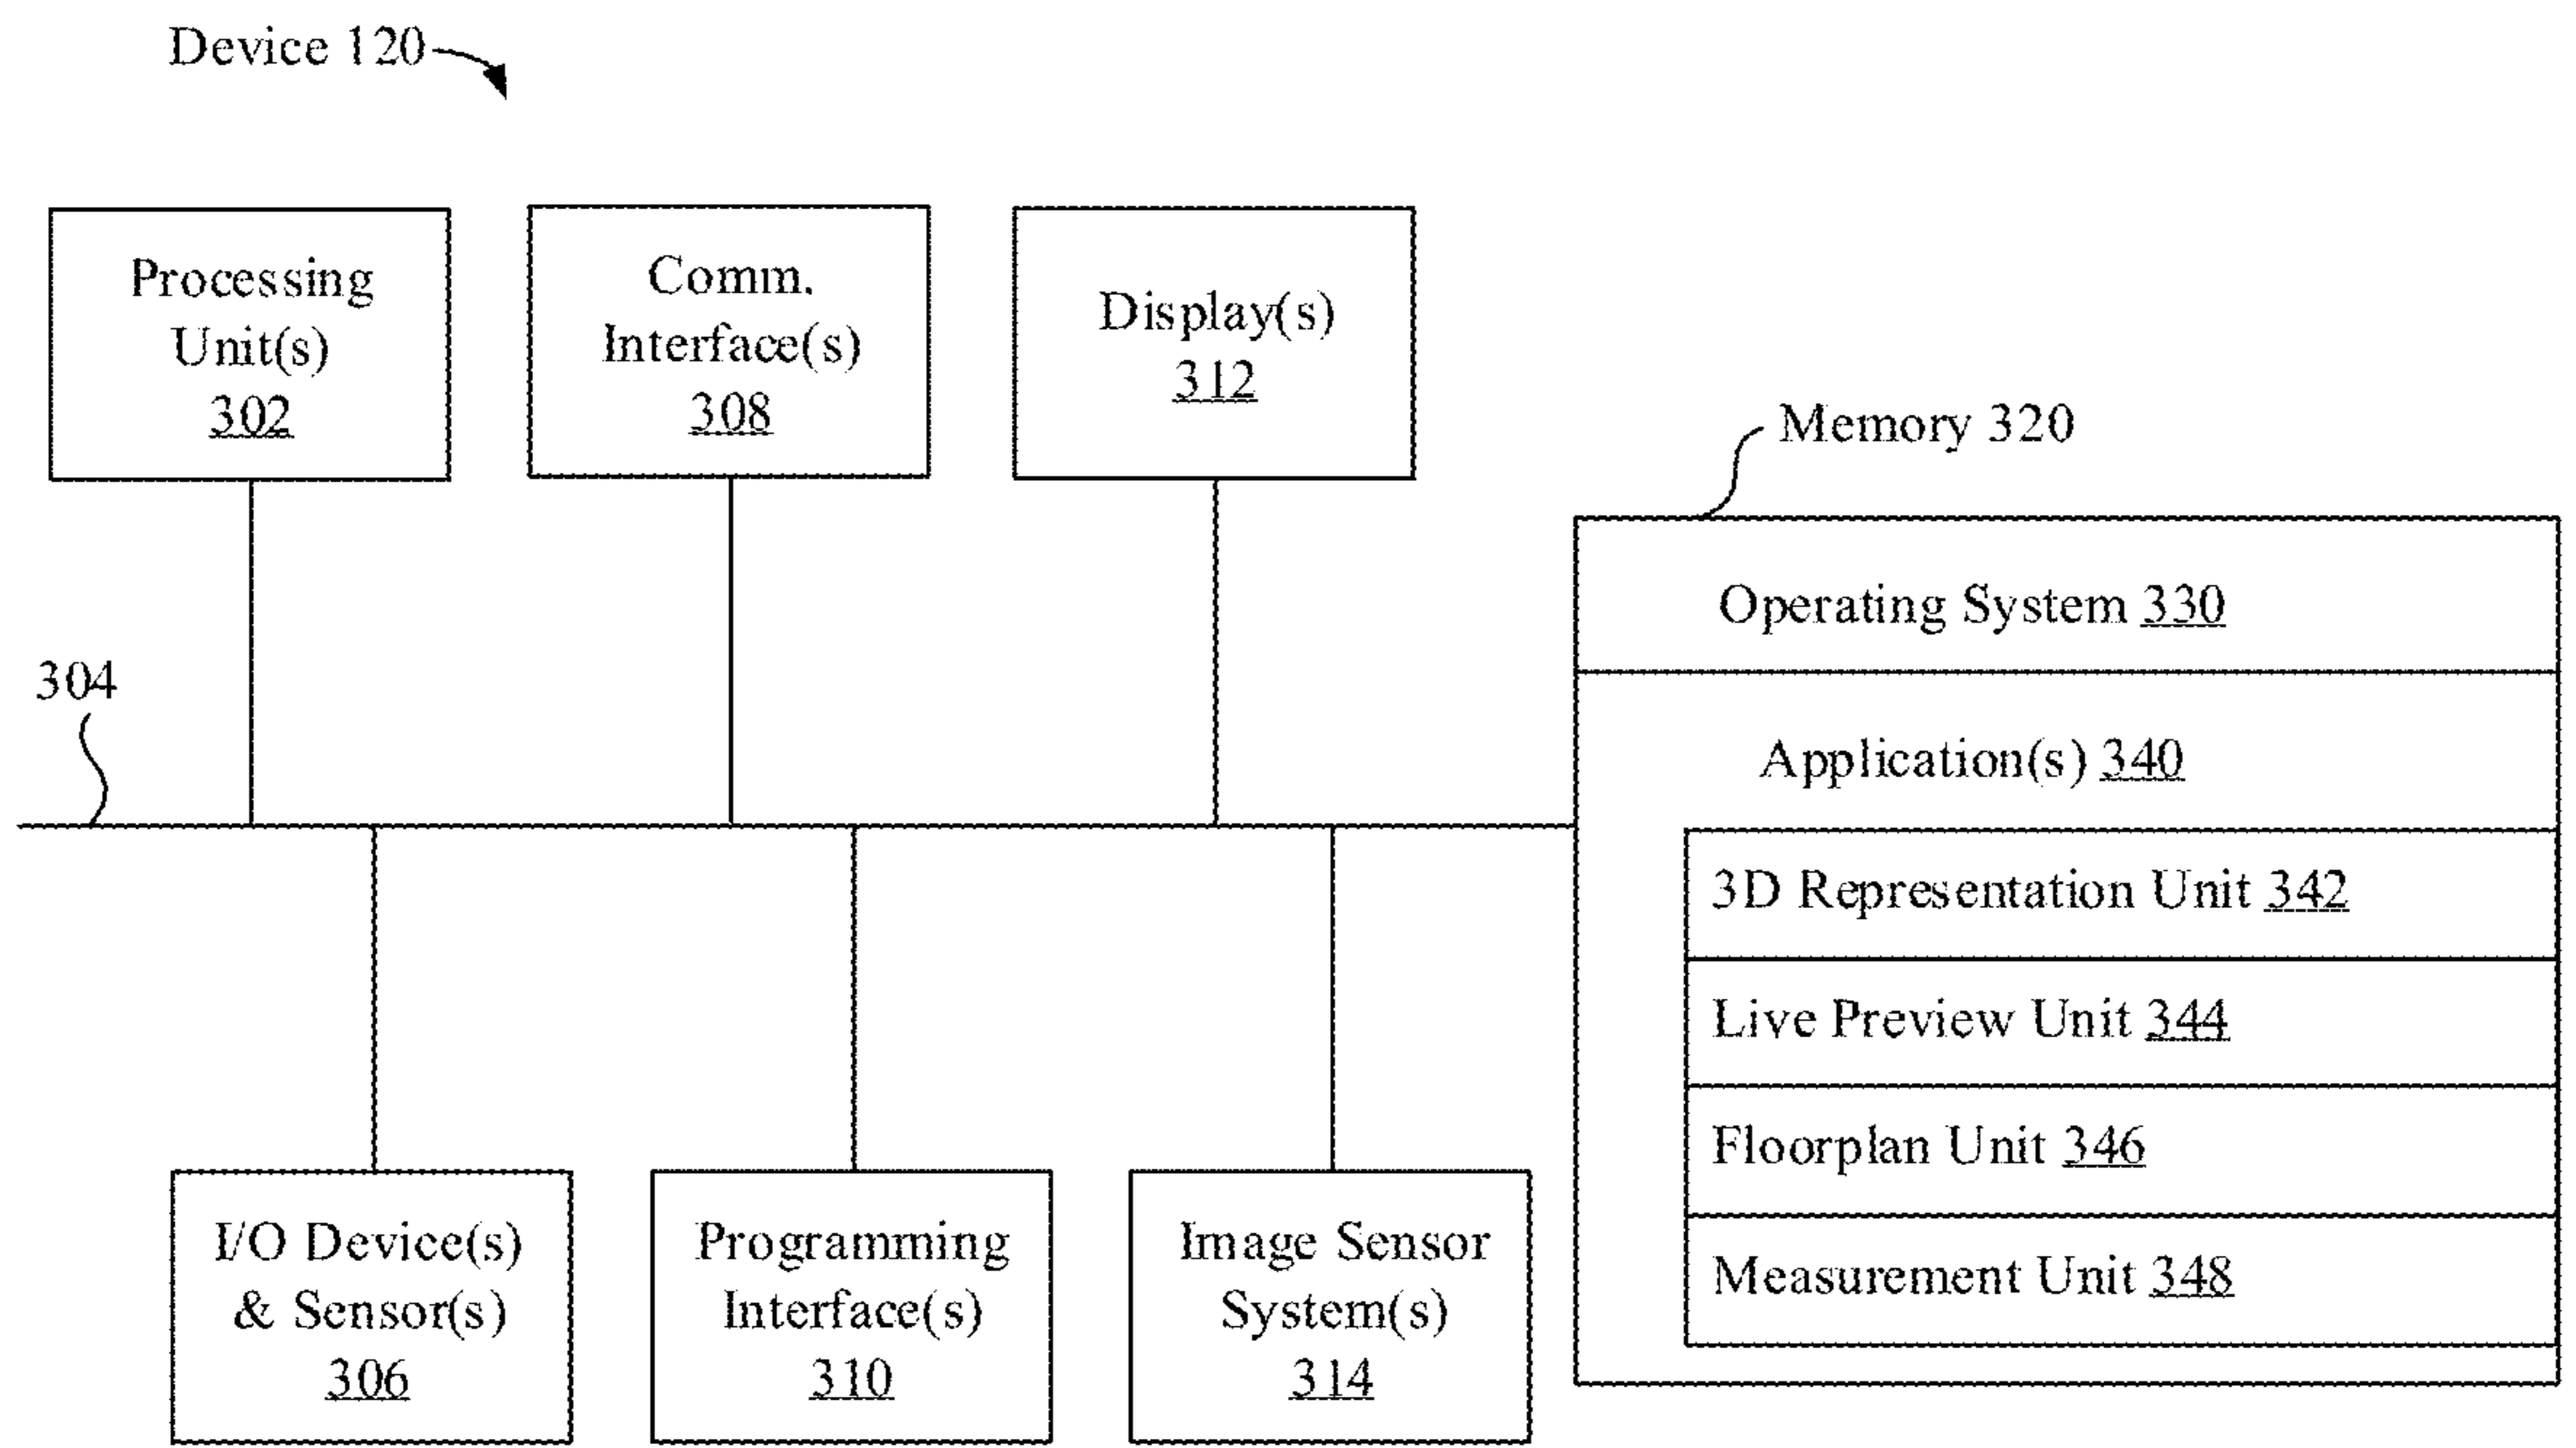 Device 120
Processing
Unit(s)
302
Comm.
Interface(s)
308
Display(s)
312
Memory 320
Operating System 330
Application(s) 340
3D Representation Unit 342
Live Preview Unit 344
Floorplan Unit 346
Measurement Unit 348
304
I/O Device(s)
& Sensor(s)
306
Programming
Interface(s)
310
Image Sensor
System(s)
314